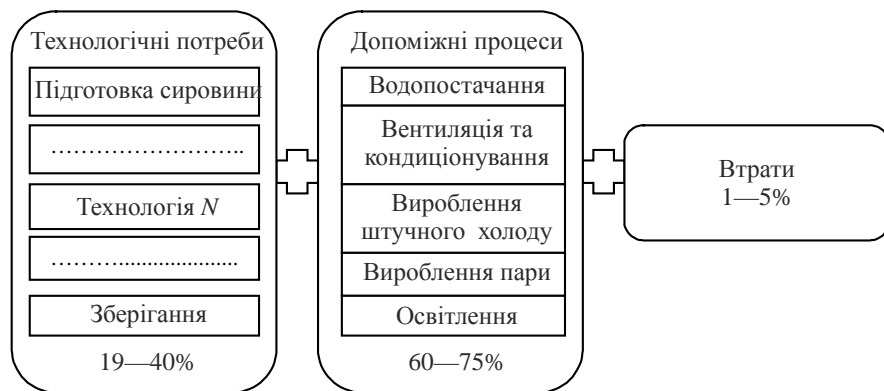 Технологічні потреби
Підготовка сировини
……………………..
Технологія N
………....................
Зберігання
19—40%
Допоміжні процеси
Водопостачання
Вентиляція та
кондиціонування
Вироблення
штучного холоду
Вироблення пари
Освітлення
60—75%
Втрати
1—5%